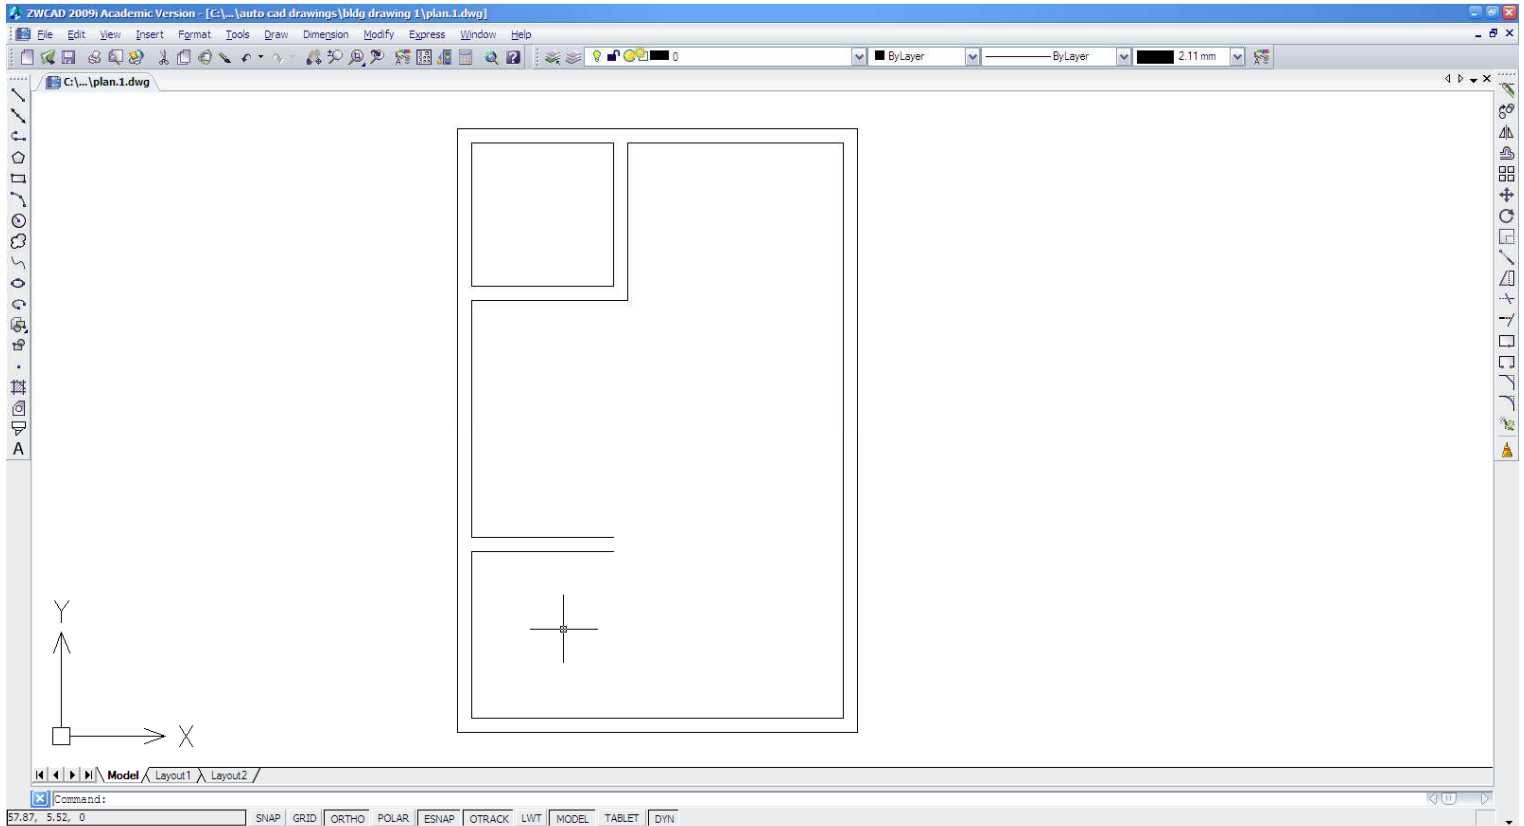 ZWCAD 2009i Academic Version - [C:\...\auto cad drawings\bldg drawing 1\plan.1.dwg]
File Edit View Insert Format Tools Draw Dimension Modify Express Window Help
0 ByLayer ByLayer 2.11 mm
C:\...\plan.1.dwg
A
Y
X
Model Layout1 Layout2
Command:
57.87, 5.52, 0 SNAP GRID ORTHO POLAR ESNAP OTRACK LWT MODEL TABLET DYN